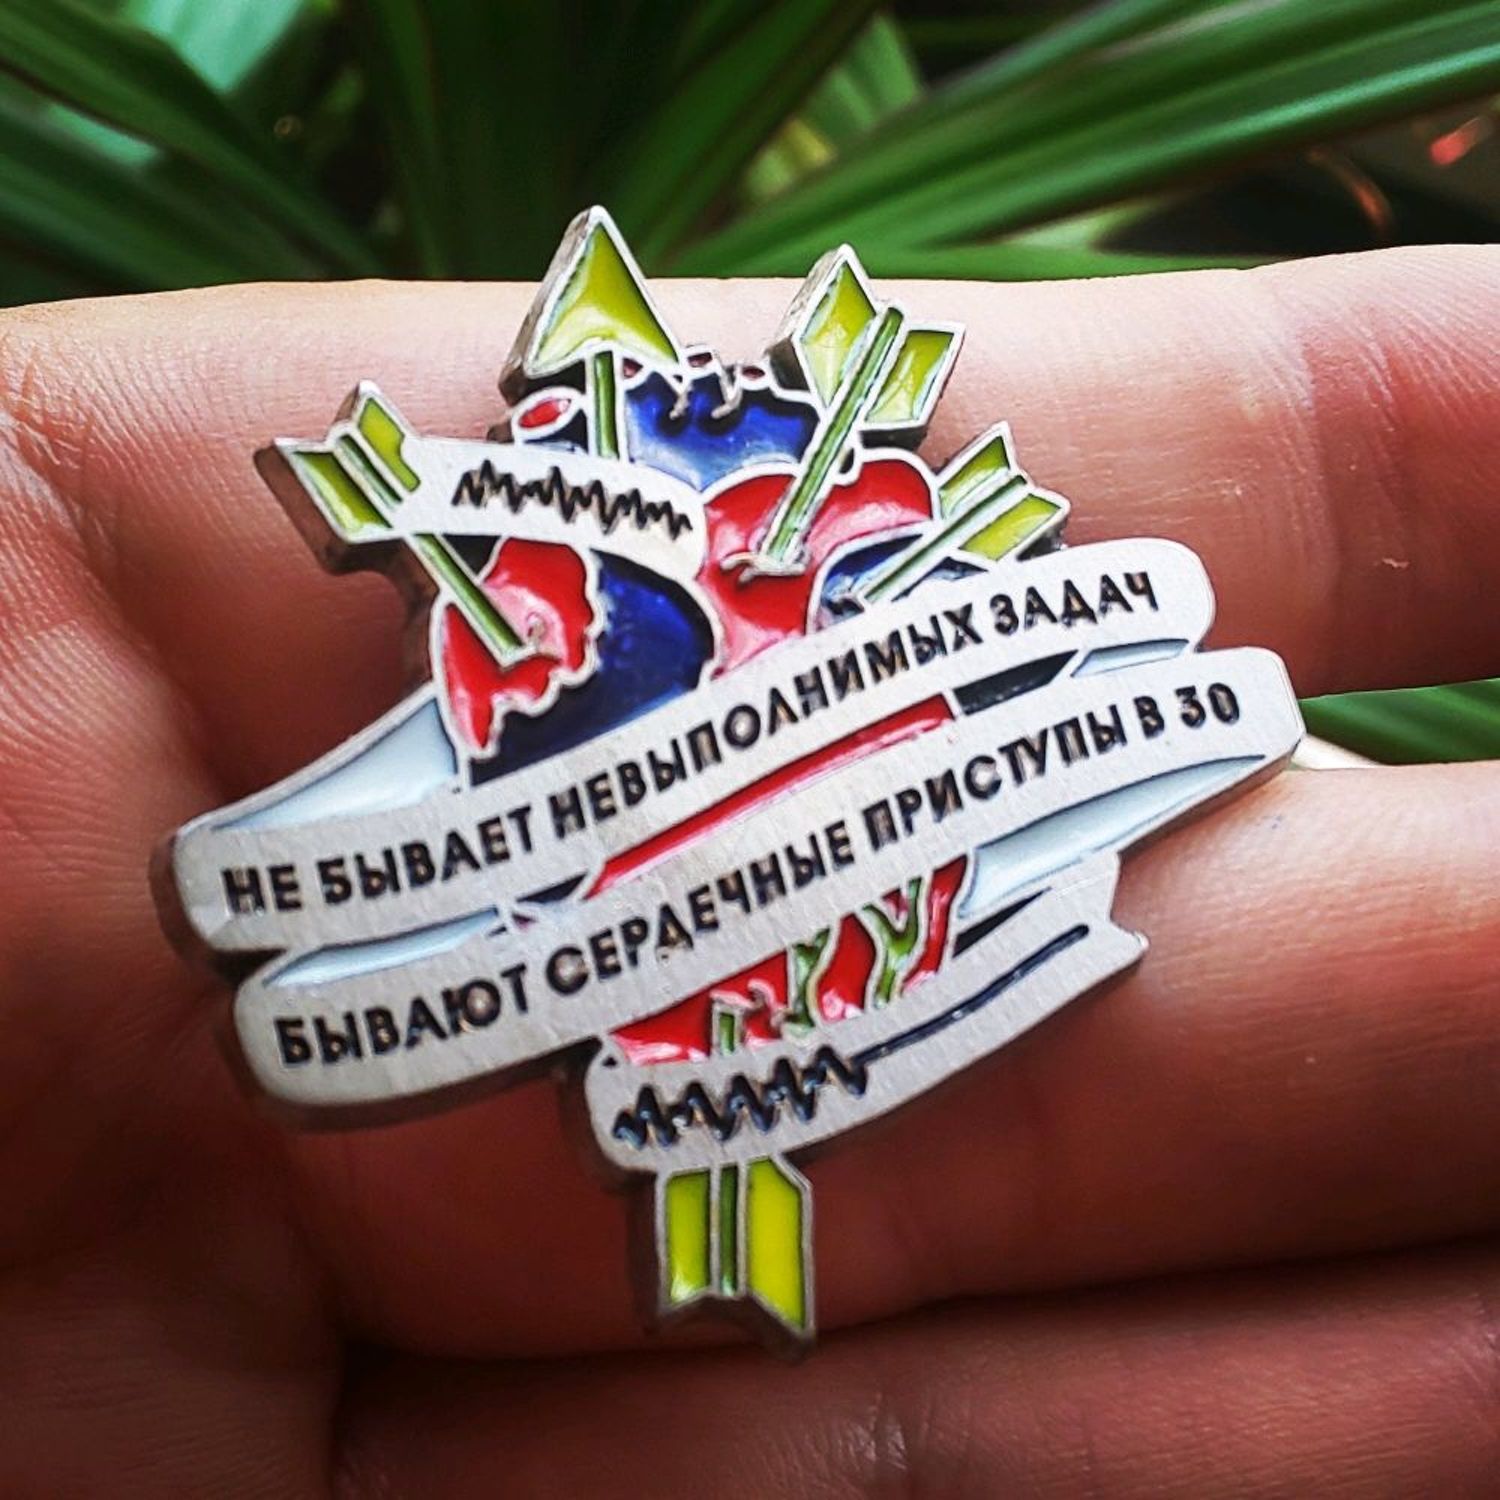 НЕ БЫВАЕТ НЕВЫПОЛНИМЫХ ЗАДАЧ
БЫВАЮТ СЕРДЕЧНЫЕ ПРИСТУПЫ В 30